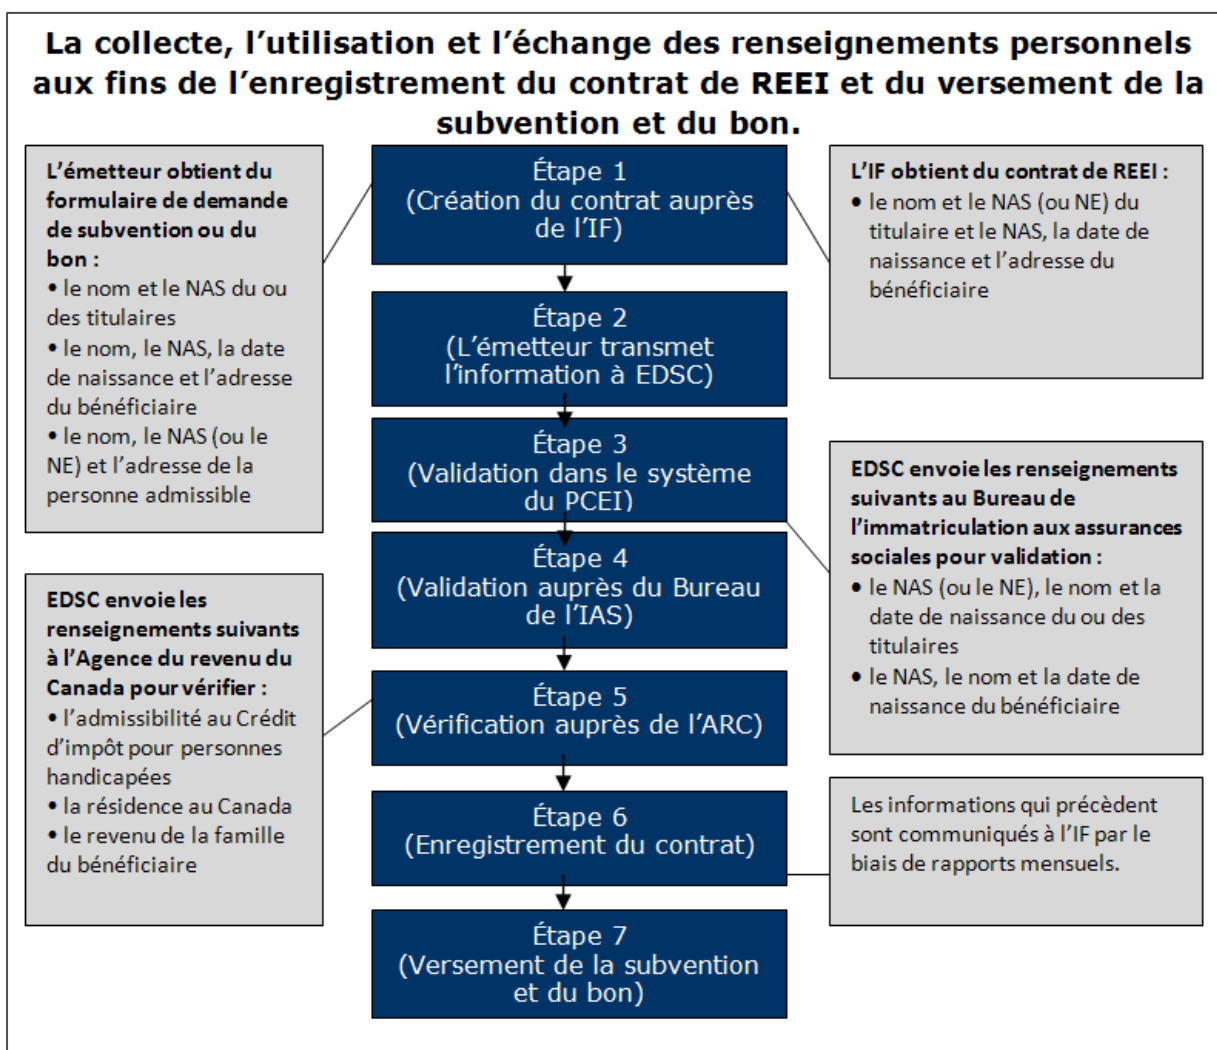 La collecte, l’utilisation et l’échange des renseignements personnels
aux fins de l’enregistrement du contrat de REEI et du versement de la
subvention et du bon.
L’émetteur obtient du
formulaire de demande
de subvention ou du
bon :
• le nom et le NAS du ou
des titulaires
• le nom, le NAS, la date
de naissance et l’adresse
du bénéficiaire
• le nom, le NAS (ou le
NE) et l’adresse de la
personne admissible
Étape 1
(Création du contrat auprès
de l’IF)
L’IF obtient du contrat de REEI :
• le nom et le NAS (ou NE) du
titulaire et le NAS, la date de
naissance et l’adresse du
bénéficiaire
Étape 2
(L’émetteur transmet
l’information à EDSC)
Étape 3
(Validation dans le système
du PCEI)
EDSC envoie les renseignements
suivants au Bureau de
l’immatriculation aux assurances
sociales pour validation :
• le NAS (ou le NE), le nom et la
date de naissance du ou des
titulaires
• le NAS, le nom et la date de
naissance du bénéficiaire
Étape 4
(Validation auprès du Bureau
de l’IAS)
EDSC envoie les
renseignements suivants
à l’Agence du revenu du
Canada pour vérifier :
• l’admissibilité au Crédit
d’impôt pour personnes
handicapées
• la résidence au Canada
• le revenu de la famille
du bénéficiaire
Étape 5
(Vérification auprès de l’ARC)
Étape 6
(Enregistrement du contrat)
Les informations qui précèdent
sont communiqués à l’IF par le
biais de rapports mensuels.
Étape 7
(Versement de la subvention
et du bon)